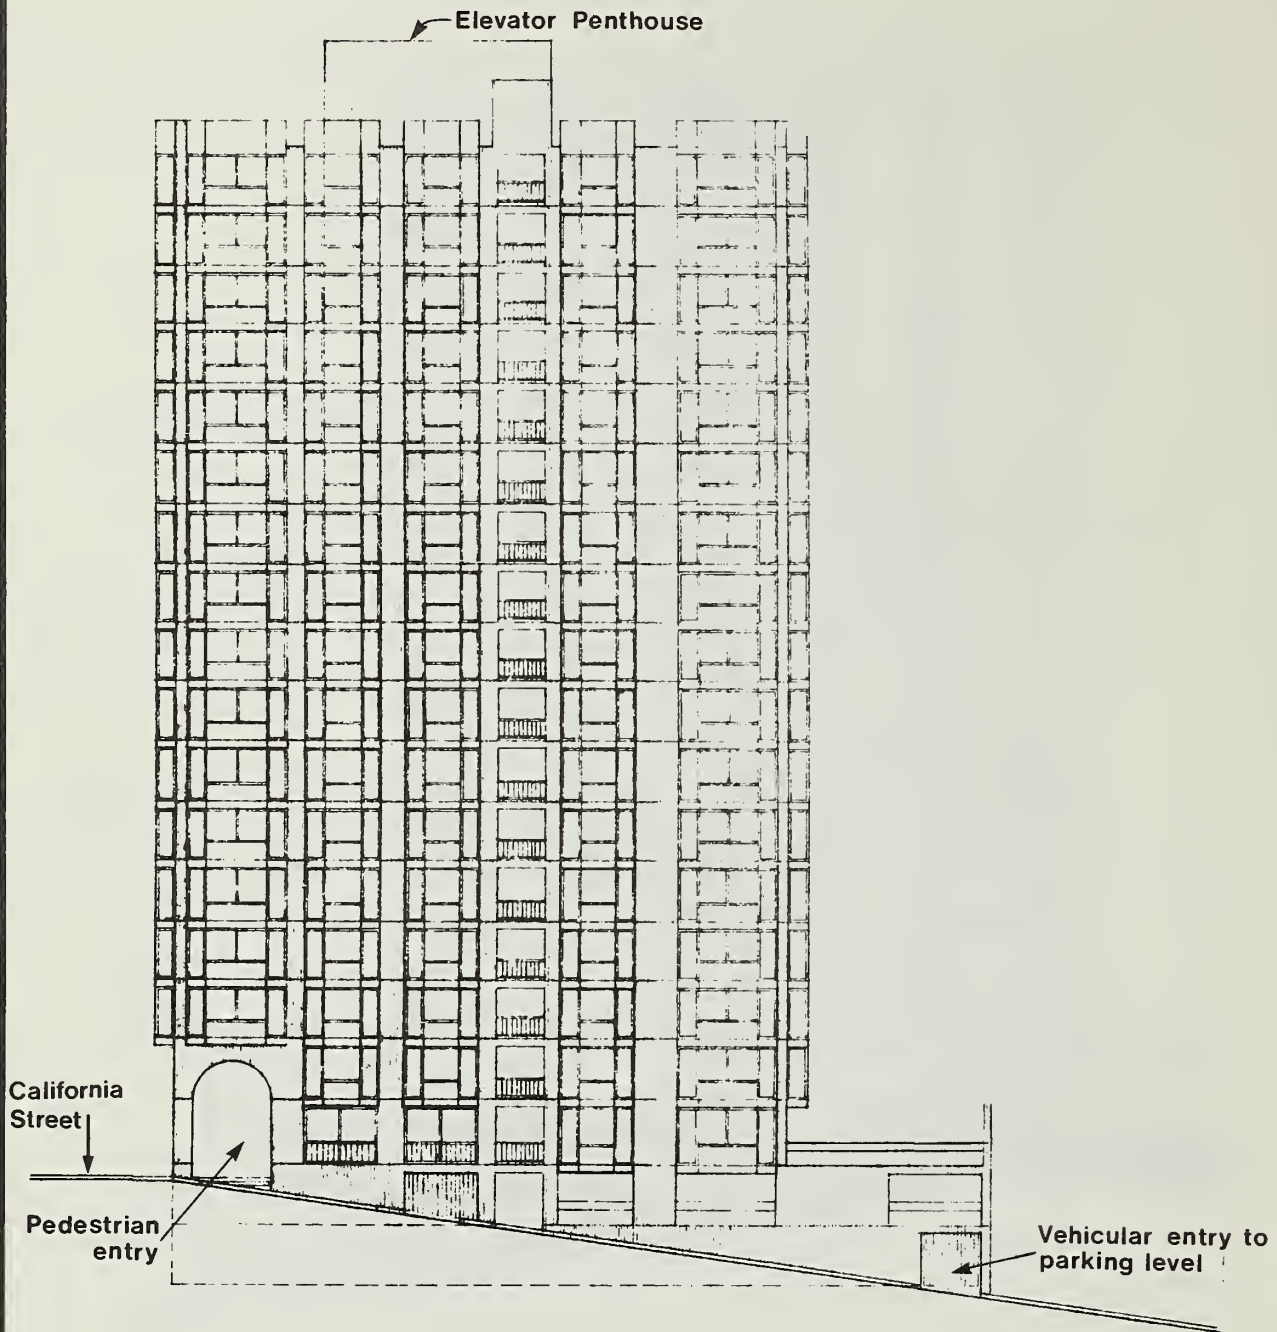 Elevator Penthouse
California
Street
Pedestrian
entry
Vehicular entry to
parking level